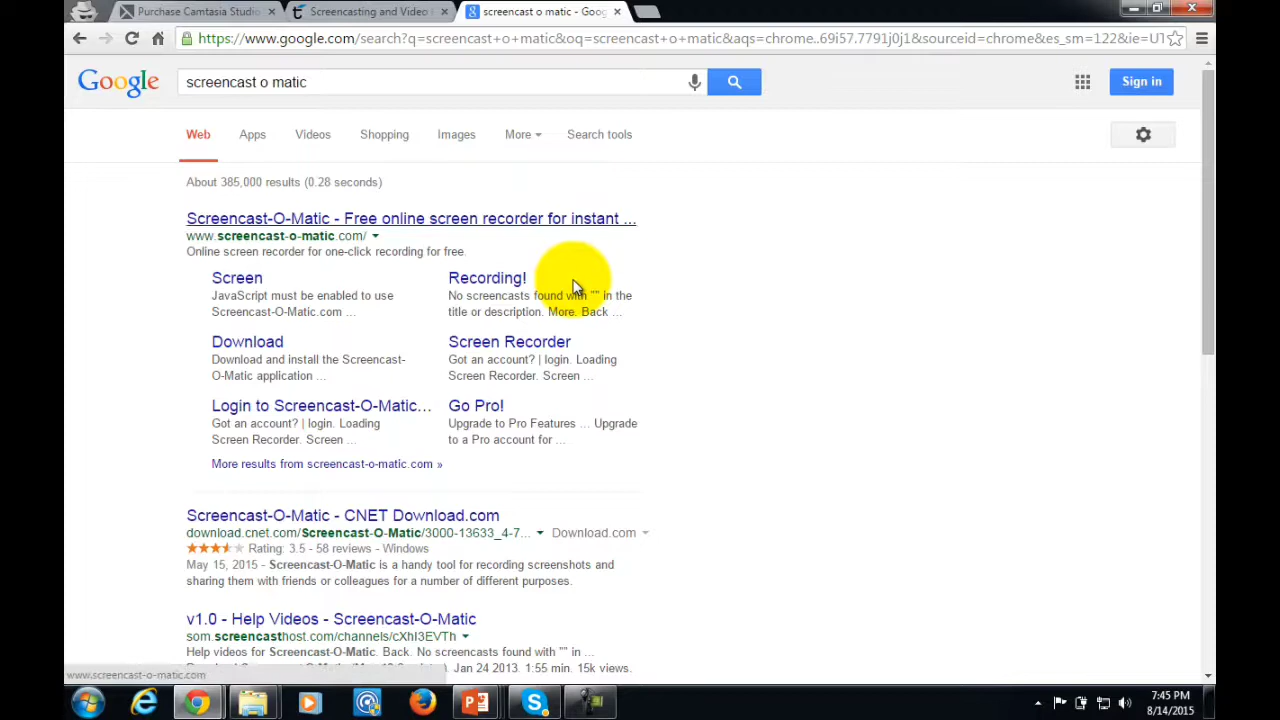 Purchase Camtasia Studio
Screencasting and Video
screencast o matic - Goog
https://www.google.com/search?q=screencast+o+matic&oq=screencast+o+matic&aqs=chrome..69i57.7791j0j1&sourceid=chrome&es_sm=122&ie=U
Google
screencast o matic
Sign in
Web Apps Videos Shopping Images More Search tools
About 385,000 results (0.28 seconds)
Screencast-O-Matic - Free online screen recorder for instant ...
www.screencast-o-matic.com/
Online screen recorder for one-click recording for free.
Screen
JavaScript must be enabled to use
Screencast-O-Matic.com ...
Recording!
No screencasts found with "" in the
title or description. More. Back ...
Download
Download and install the Screencast-
O-Matic application ...
Screen Recorder
Got an account? | login. Loading
Screen Recorder. Screen ...
Login to Screencast-O-Matic...
Got an account? | login. Loading
Screen Recorder. Screen ...
Go Pro!
Upgrade to Pro Features ... Upgrade
to a Pro account for ...
More results from screencast-o-matic.com »
Screencast-O-Matic - CNET Download.com
download.cnet.com/Screencast-O-Matic/3000-13633_4-7... Download.com
Rating: 3.5 - 58 reviews - Windows
May 15, 2015 - Screencast-O-Matic is a handy tool for recording screenshots and
sharing them with friends or colleagues for a number of different purposes.
v1.0 - Help Videos - Screencast-O-Matic
som.screencasthost.com/channels/cXhI3EVTh
Help videos for Screencast-O-Matic. Back. No screencasts found with "" in ...
Jan 24 2013. 1:55 min. 15k views.
www.screencast-o-matic.com
7:45 PM
8/14/2015